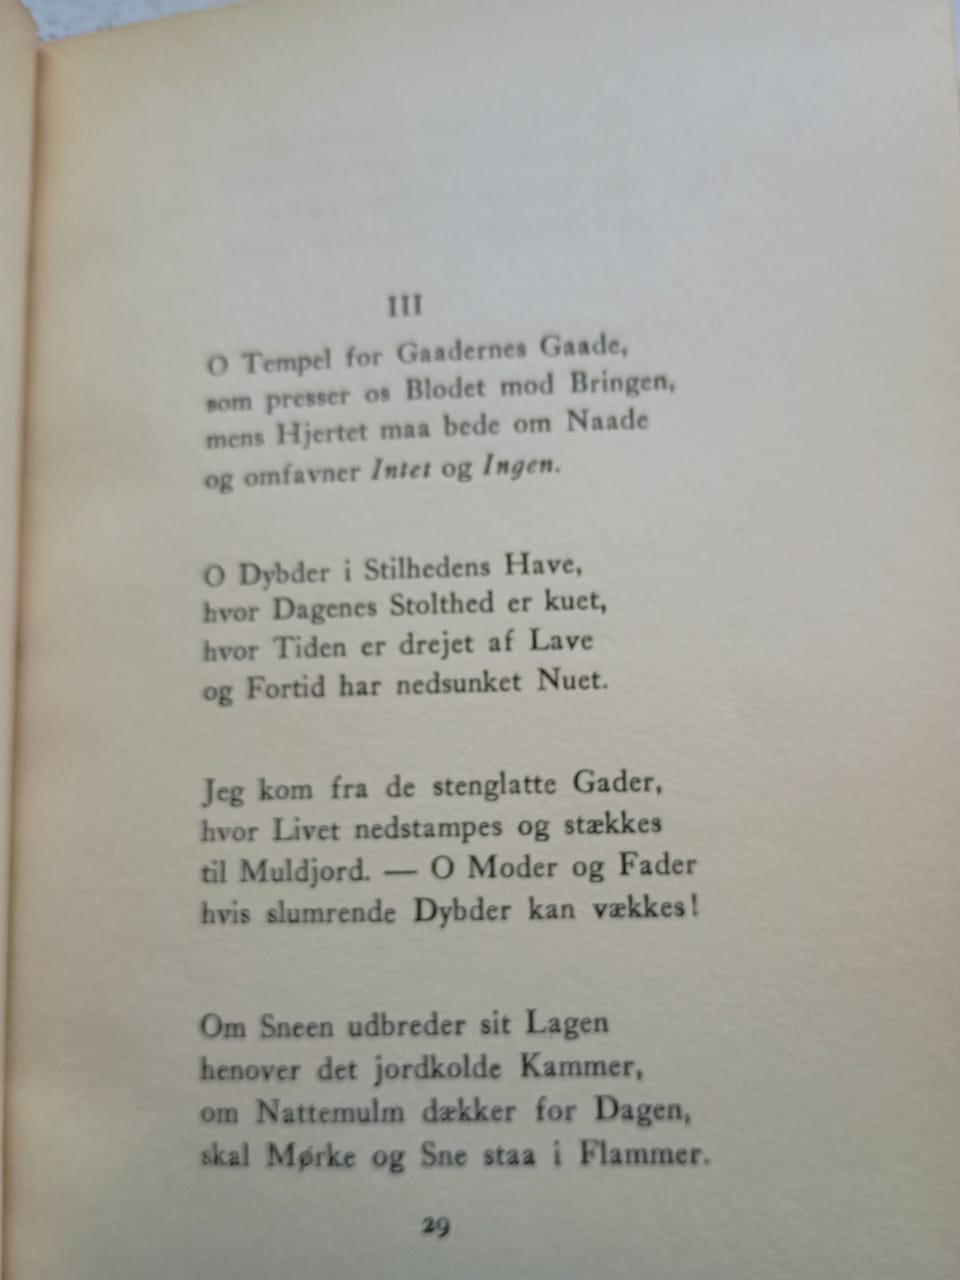 III
O Tempel for Gaadernes Gaade,
som presser os Blodet mod Bringen,
mens Hjertet maa bede om Naade
og omfavner Intet og Ingen.
O Dybder i Stilhedens Have,
hvor Dagenes Stolthed er kuet,
hvor Tiden er drejet af Lave
og Fortid har nedsunket Nuet.
Jeg kom fra de stenglatte Gader,
hvor Livet nedstampes og stækkes
til Muldjord. — O Moder og Fader
hvis slumrende Dybder kan vækkes!
Om Sneen udbreder sit Lagen
henover det jordkolde Kammer,
om Nattemulm dækker for Dagen,
skal Mørke og Sne staa i Flammer.
29